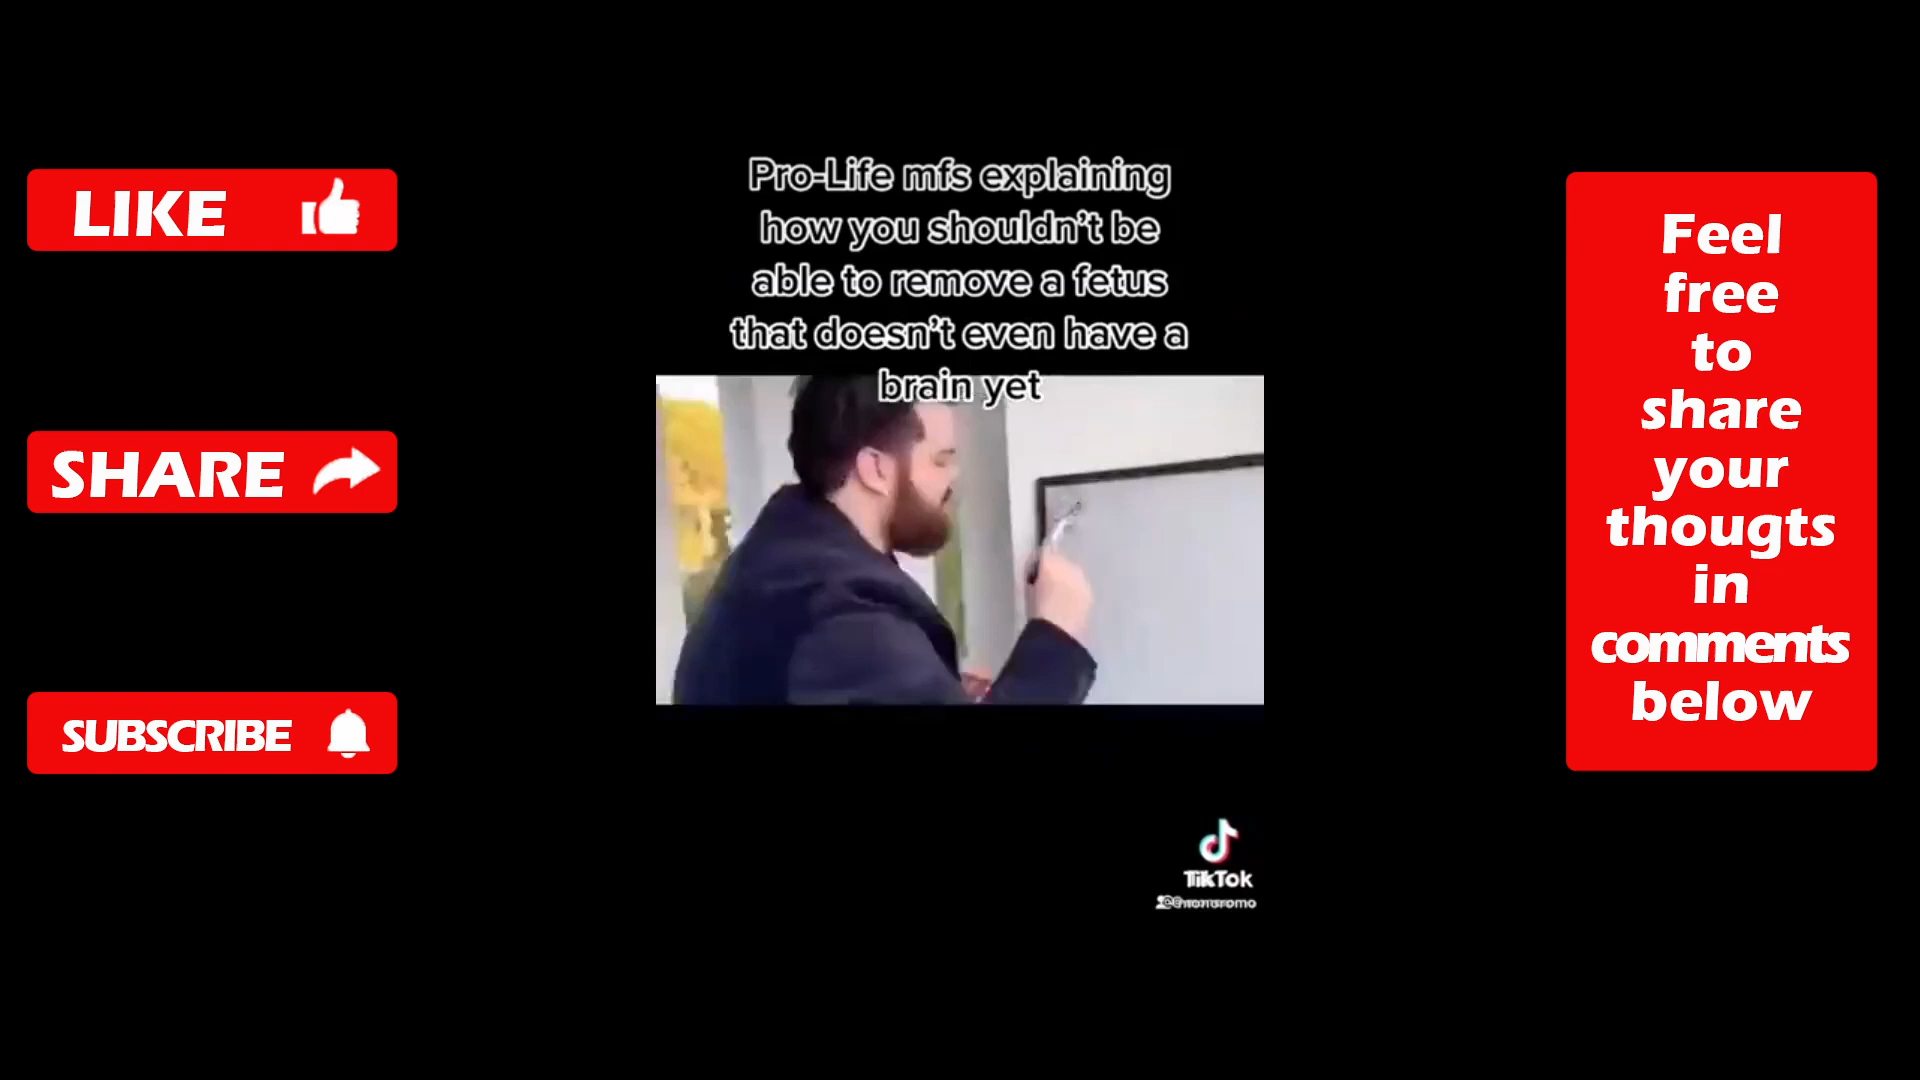 LIKE
SHARE
SUBSCRIBE
Pro-Life mfs explaining
how you shouldn't be
able to remove a fetus
that doesn't even have a
brain yet
TikTok
Feel
free
to
share
your
thougts
in
comments
below